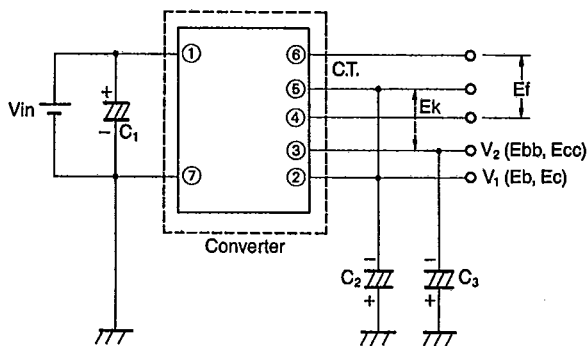 ① ⑥
C.T.
+ ⑤ Ef
Vin Ek
− C₁ ④
③ V₂ (Ebb, Ecc)
⑦ ② V₁ (Eb, Ec)
Converter
− −
C₂ C₃
+ +